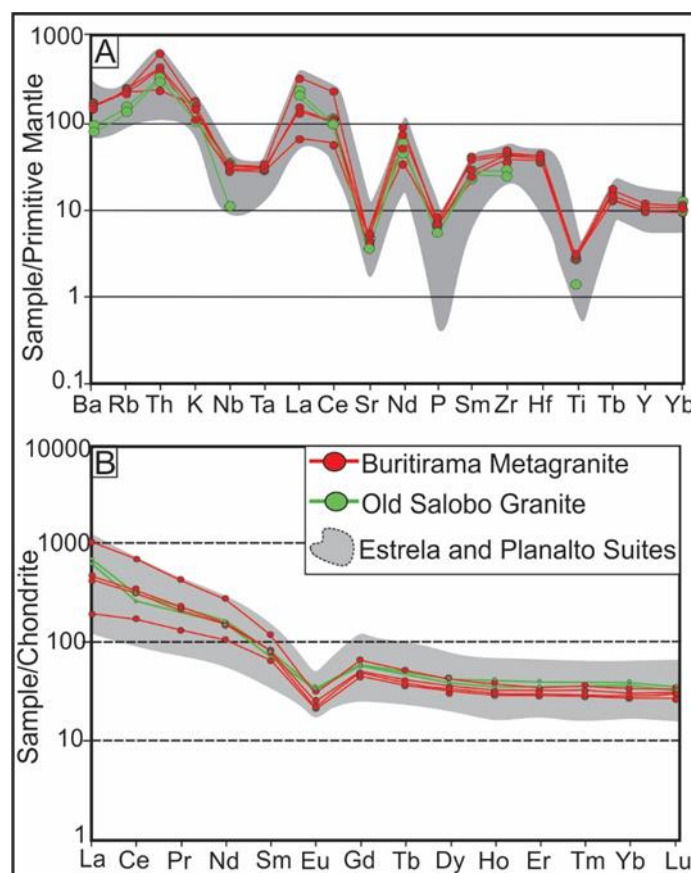 A
Sample/Primitive Mantle
1000
100
10
1
0.1
Ba Rb Th K Nb Ta La Ce Sr Nd P Sm Zr Hf Ti Tb Y Yb
B
Sample/Chondrite
10000
1000
100
10
1
Buritirama Metagranite
Old Salobo Granite
Estrela and Planalto Suites
La Ce Pr Nd Sm Eu Gd Tb Dy Ho Er Tm Yb Lu